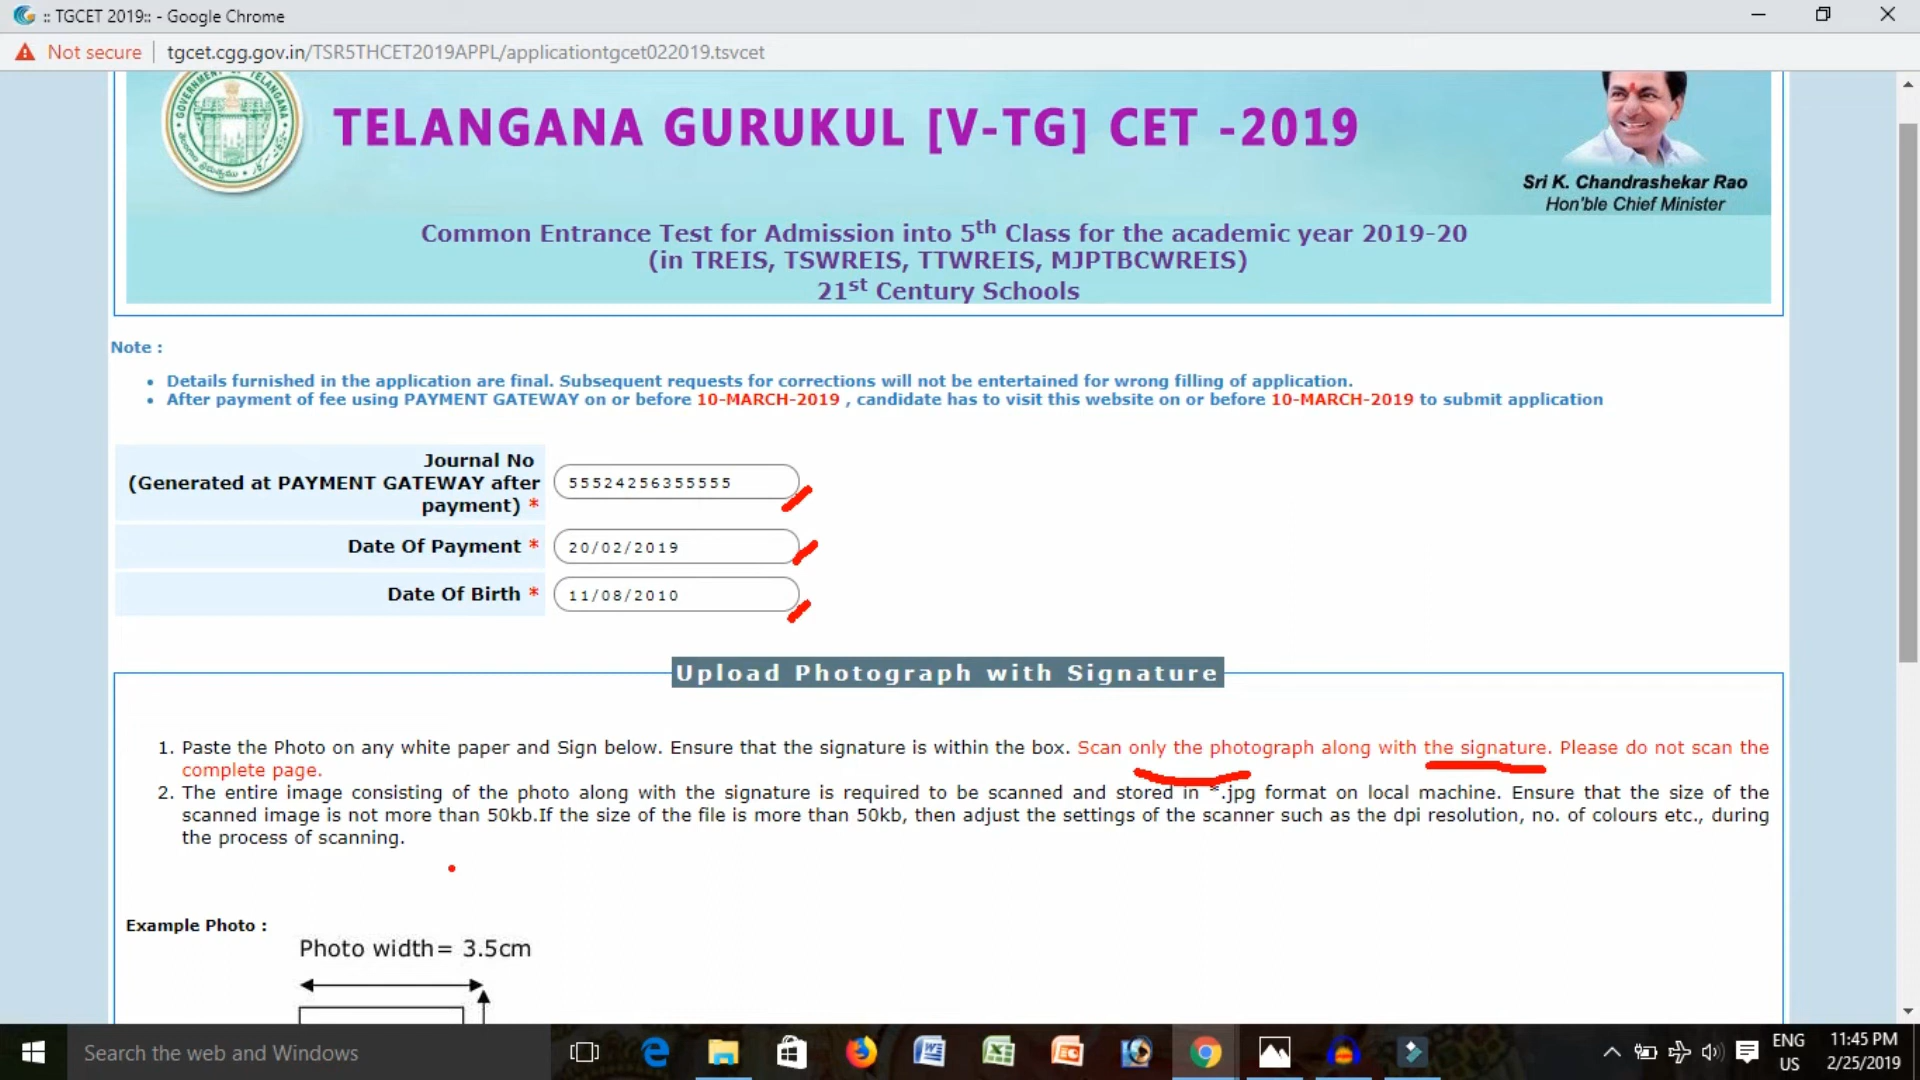 :: TGCET 2019:: - Google Chrome
Not secure
tgcet.cgg.gov.in/TSR5THCET2019APPL/applicationtgcet022019.tsvcet
TELANGANA GURUKUL [V-TG] CET -2019
Sri K. Chandrashekar Rao
Hon'ble Chief Minister
Common Entrance Test for Admission into 5th Class for the academic year 2019-20
(in TREIS, TSWREIS, TTWREIS, MJPTBCWREIS)
21st Century Schools
Note :
• Details furnished in the application are final. Subsequent requests for corrections will not be entertained for wrong filling of application.
• After payment of fee using PAYMENT GATEWAY on or before 10-MARCH-2019 , candidate has to visit this website on or before 10-MARCH-2019 to submit application
Journal No
(Generated at PAYMENT GATEWAY after
payment) *
55524256355555
Date Of Payment *
20/02/2019
Date Of Birth *
11/08/2010
Upload Photograph with Signature
1. Paste the Photo on any white paper and Sign below. Ensure that the signature is within the box. Scan only the photograph along with the signature. Please do not scan the
complete page.
2. The entire image consisting of the photo along with the signature is required to be scanned and stored in *.jpg format on local machine. Ensure that the size of the
scanned image is not more than 50kb.If the size of the file is more than 50kb, then adjust the settings of the scanner such as the dpi resolution, no. of colours etc., during
the process of scanning.
Example Photo :
Photo width= 3.5cm
Search the web and Windows
ENG
US
11:45 PM
2/25/2019